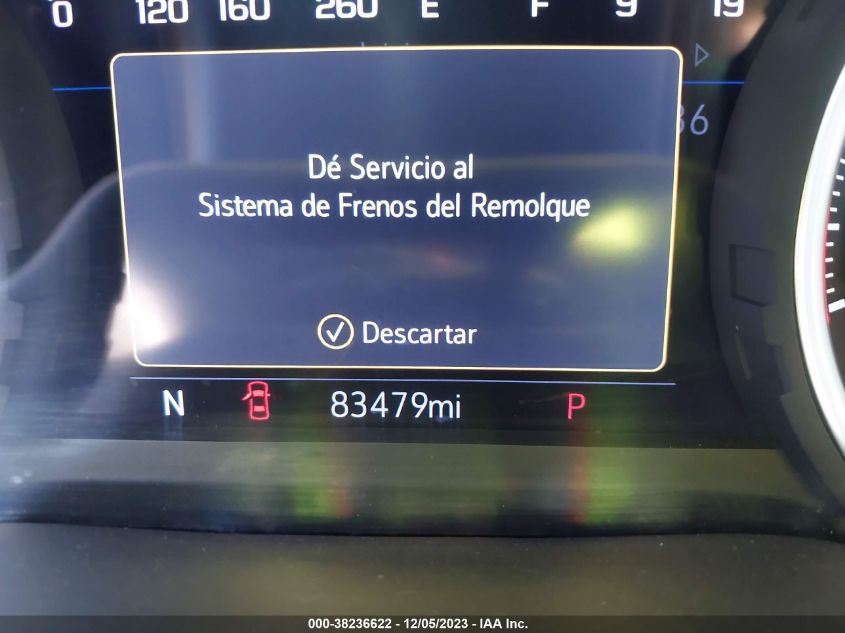 0 120 160 260 E F 9 19
Dé Servicio al
Sistema de Frenos del Remolque
Descartar
N 83479mi P
000-38236622 - 12/05/2023 - IAA Inc.